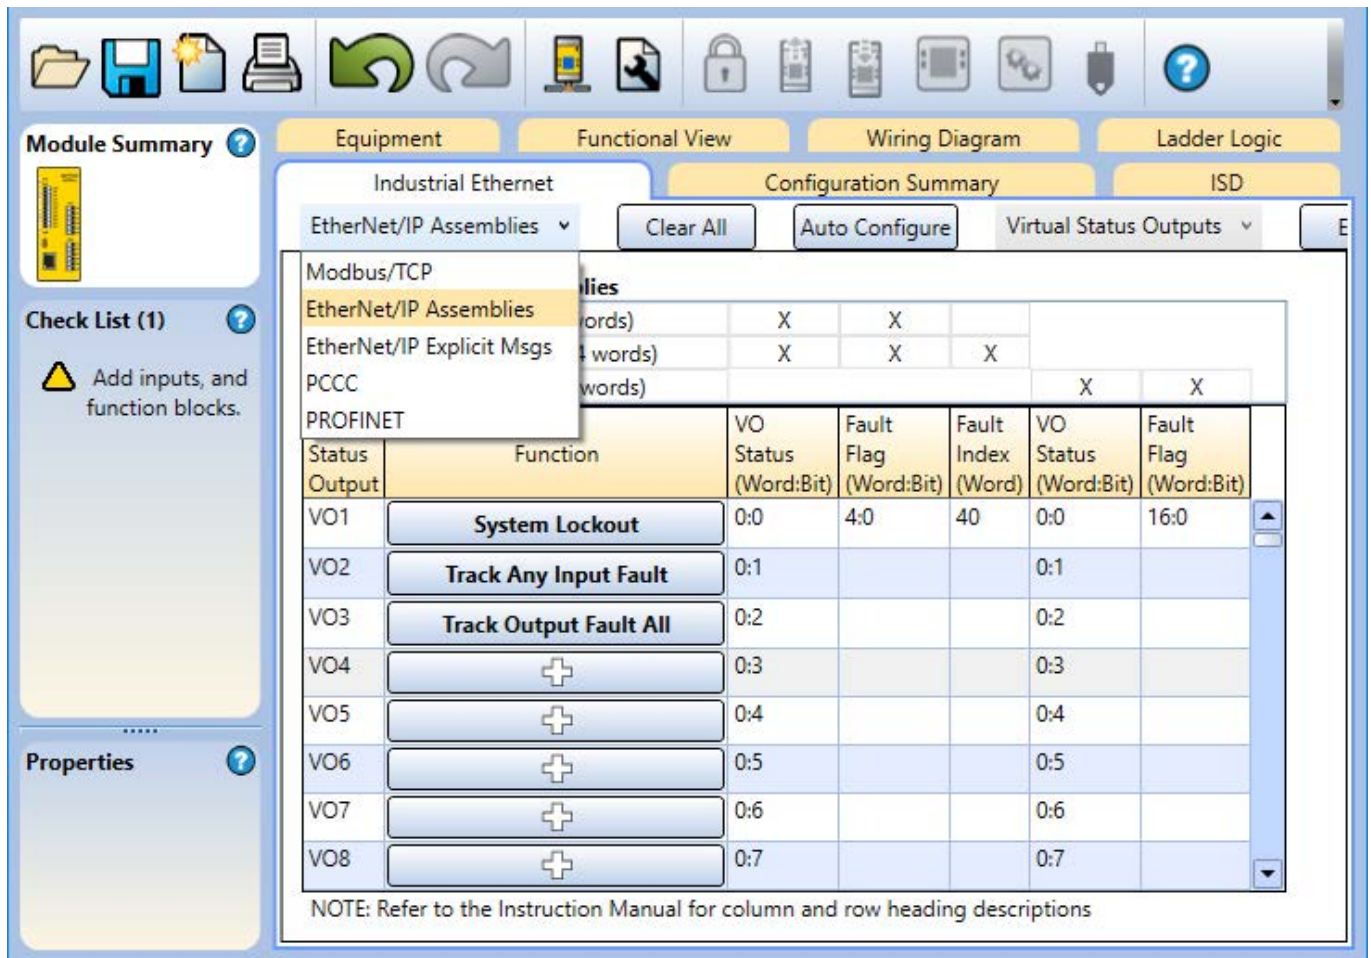 Module Summary
Equipment
Functional View
Wiring Diagram
Ladder Logic
Industrial Ethernet
Configuration Summary
ISD
EtherNet/IP Assemblies
Clear All
Auto Configure
Virtual Status Outputs
E
Modbus/TCP
EtherNet/IP Assemblies
EtherNet/IP Explicit Msgs
PCCC
PROFINET
lies
ords) X X
words) X X X
words) X X
Check List (1)
Add inputs, and
function blocks.
Properties
Status
Output
Function
VO
Status
(Word:Bit)
Fault
Flag
(Word:Bit)
Fault
Index
(Word)
VO
Status
(Word:Bit)
Fault
Flag
(Word:Bit)
VO1 System Lockout 0:0 4:0 40 0:0 16:0
VO2 Track Any Input Fault 0:1 0:1
VO3 Track Output Fault All 0:2 0:2
VO4 0:3 0:3
VO5 0:4 0:4
VO6 0:5 0:5
VO7 0:6 0:6
VO8 0:7 0:7
NOTE: Refer to the Instruction Manual for column and row heading descriptions